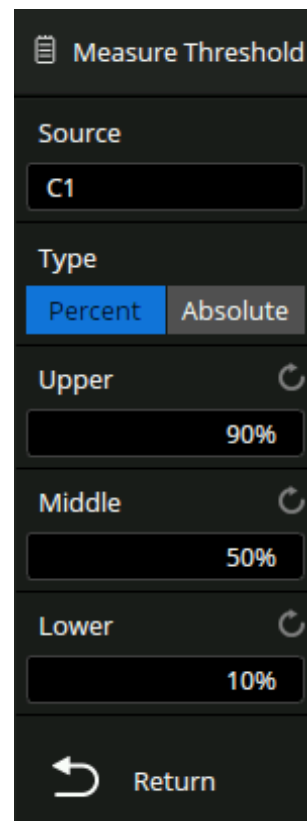 Measure Threshold
Source
C1
Type
Percent Absolute
Upper
90%
Middle
50%
Lower
10%
Return